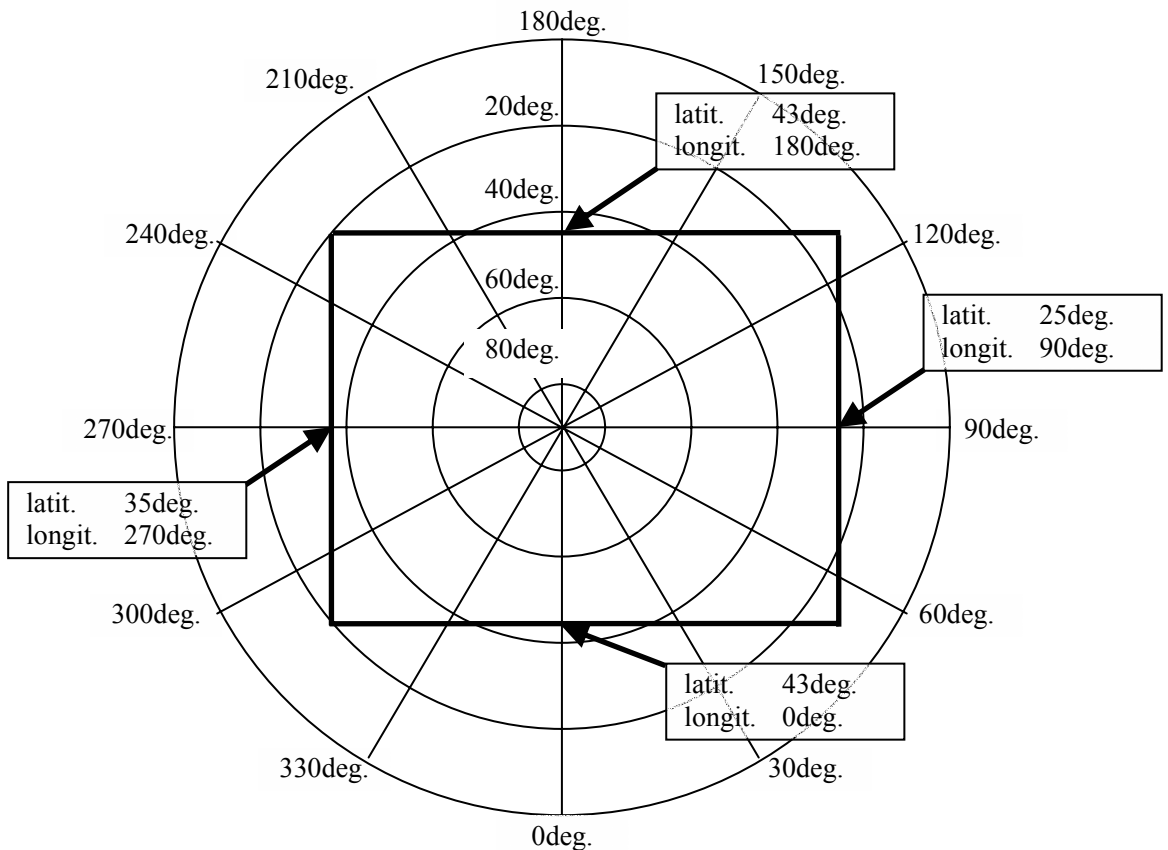 180deg.
210deg.
150deg.
20deg.
latit. 43deg.
longit. 180deg.
40deg.
240deg.
120deg.
60deg.
latit. 25deg.
longit. 90deg.
80deg.
270deg.
90deg.
latit. 35deg.
longit. 270deg.
300deg.
60deg.
latit. 43deg.
longit. 0deg.
330deg.
30deg.
0deg.